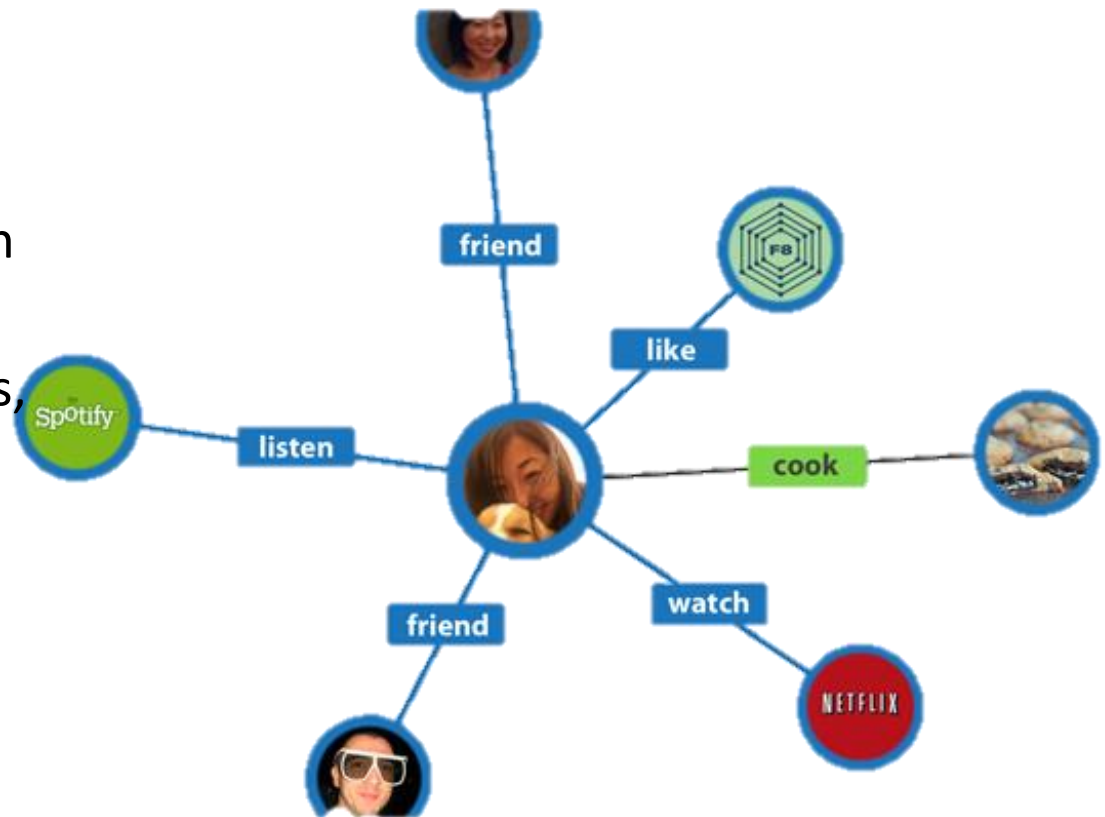 friend
n
F8
like
s,
Spotify
listen
cook
watch
friend
NETFLIX